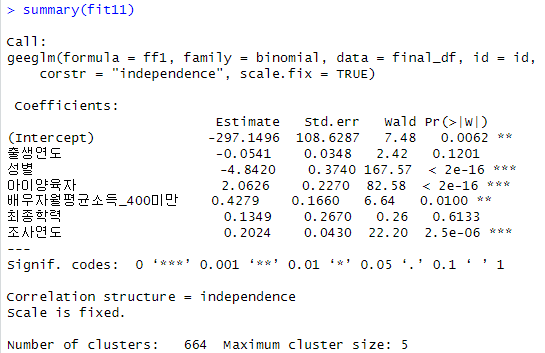 > summary(fit11)
Call:
geeglm(formula = ff1, family = binomial, data = final_df, id = id,
constr = "independence", scale.fix = TRUE)
Coefficients:
Estimate Std.err Wald Pr(>|W|)
(Intercept) -297.1496 108.6287 7.48 0.0062 **
출생연도 -0.0541 0.0348 2.42 0.1201
성별 -4.8420 0.3740 167.57 < 2e-16 ***
아이양육자 2.0626 0.2270 82.58 < 2e-16 ***
배우자월평균소득_400미만 0.4279 0.1660 6.64 0.0100 **
최종학력 0.1349 0.2670 0.26 0.6133
조사연도 0.2024 0.0430 22.20 2.5e-06 ***
---
Signif. codes: 0 ‘***’ 0.001 ‘**’ 0.01 ‘*’ 0.05 ‘.’ 0.1 ‘ ’ 1
Correlation structure = independence
Scale is fixed.
Number of clusters: 664 Maximum cluster size: 5